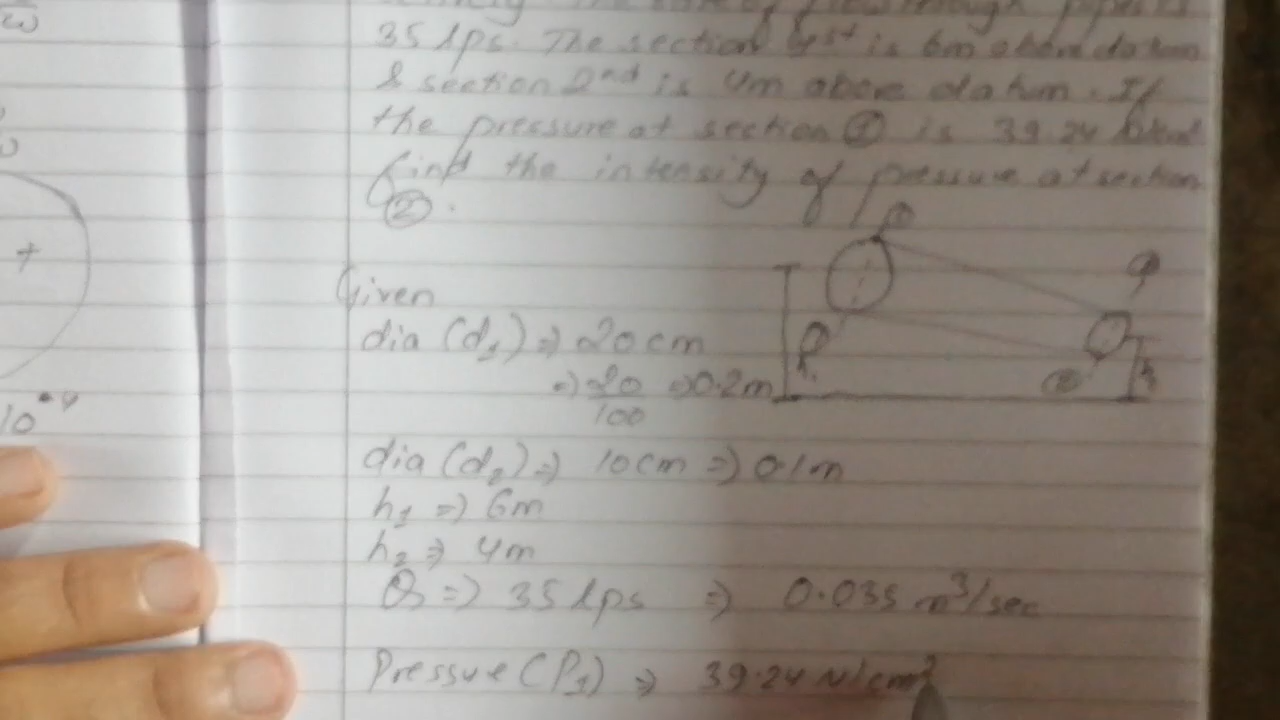 35 lps. The section 1st is 6m above datum
& section 2nd is 4m above datum. If
the pressure at section ① is 39.24
find the intensity of pressure at section
②.
Given
dia (d₁) ⇒ 20 cm
⇒ 20/100 ⇒ 0.2m
dia (d₂) ⇒ 10cm ⇒ 0.1m
h₁ ⇒ 6m
h₂ ⇒ 4m
Q ⇒ 35 lps ⇒ 0.035 m³/sec
Pressure (P₁) ⇒ 39.24 N/cm²
10